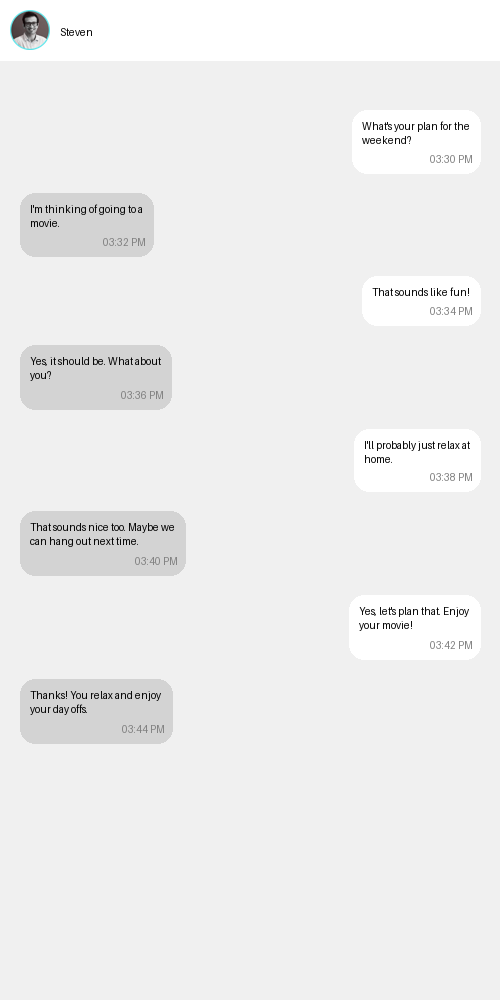 Steven
What's your plan for the
weekend?
03:30 PM
I'm thinking of going to a
movie.
03:32 PM
That sounds like fun!
03:34 PM
Yes, it should be. What about
you?
03:36 PM
I'll probably just relax at
home.
03:38 PM
That sounds nice too. Maybe we
can hang out next time.
03:40 PM
Yes, let's plan that. Enjoy
your movie!
03:42 PM
Thanks! You relax and enjoy
your day offs.
03:44 PM